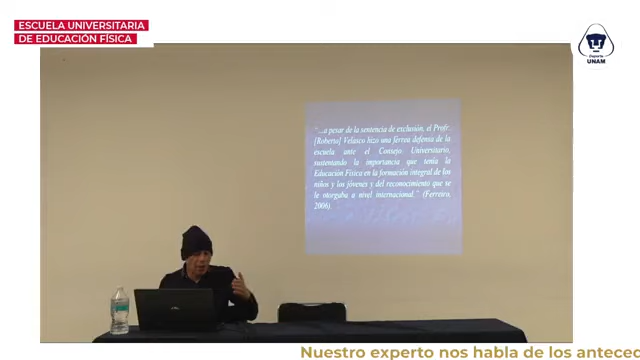 ESCUELA UNIVERSITARIA
DE EDUCACIÓN FÍSICA
Deporte
UNAM
"...a pesar de la sentencia de exclusión, el Profr.
[Roberto] Velasco hizo una férrea defensa de la
escuela ante el Consejo Universitario,
sustentando la importancia que tenía la
Educación Física en la formación integral de los
niños y los jóvenes y del reconocimiento que se
le otorgaba a nivel internacional." (Ferreiro,
2006)
Nuestro experto nos habla de los anteced